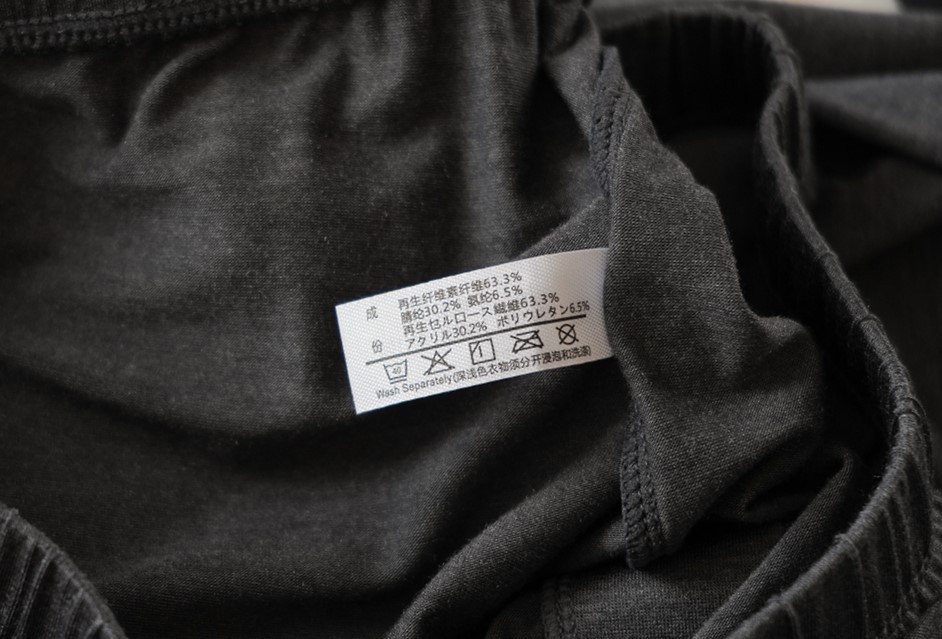 成份
再生纤维素纤维63.3%
腈纶30.2% 氨纶6.5%
再生セルロース繊維63.3%
アクリル30.2% ポリウレタン6.5%
40
Wash Separately(深浅色衣物须分开浸泡和洗涤)